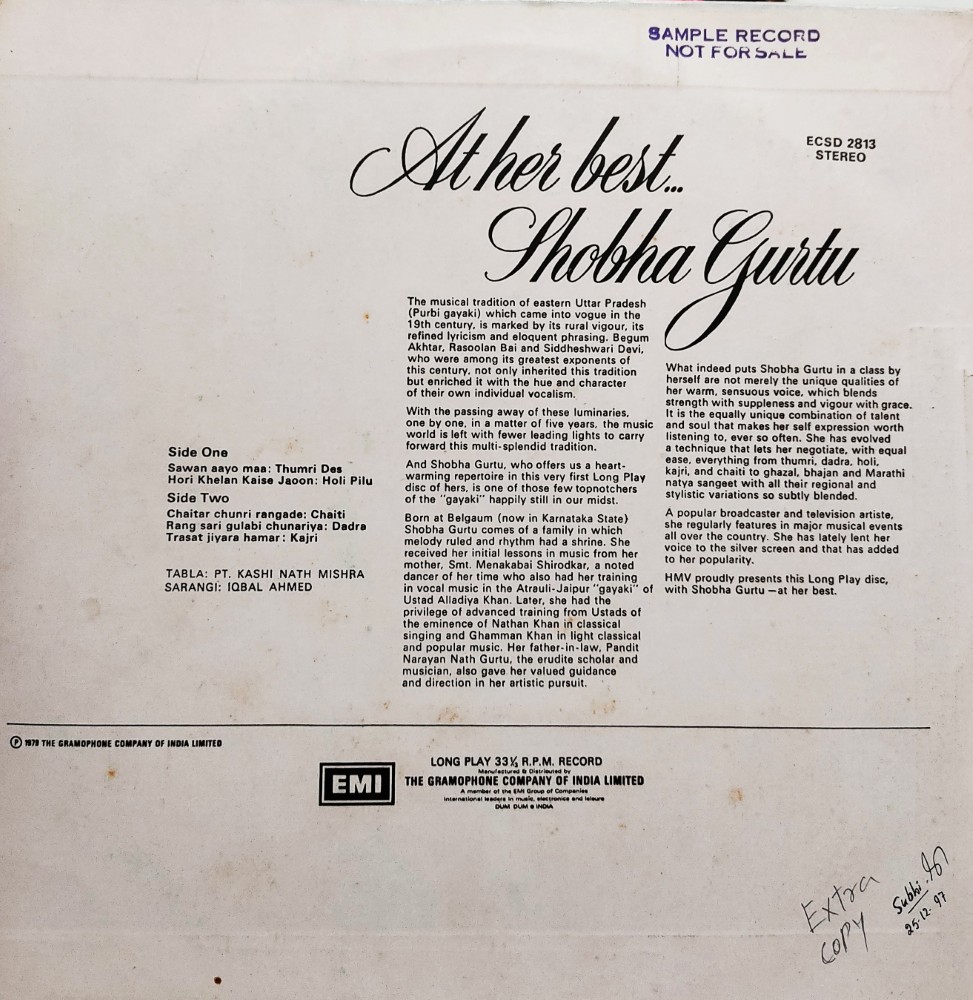 SAMPLE RECORD
NOT FOR SALE
ECSD 2813
STEREO
At her best...
Shobha Gurtu
Side One
Sawan aayo maa: Thumri Des
Hori Khelan Kaise Jaoon: Holi Pilu
Side Two
Chaitar chunri rangade: Chaiti
Rang sari gulabi chunariya: Dadra
Trasat jiyara hamar: Kajri
TABLA: PT. KASHI NATH MISHRA
SARANGI: IQBAL AHMED
The musical tradition of eastern Uttar Pradesh
(Purbi gayaki) which came into vogue in the
19th century, is marked by its rural vigour, its
refined lyricism and eloquent phrasing. Begum
Akhtar, Rasoolan Bai and Siddheshwari Devi,
who were among its greatest exponents of
this century, not only inherited this tradition
but enriched it with the hue and character
of their own individual vocalism.
With the passing away of these luminaries,
one by one, in a matter of five years, the music
world is left with fewer leading lights to carry
forward this multi-splendid tradition.
And Shobha Gurtu, who offers us a heart-
warming repertoire in this very first Long Play
disc of hers, is one of those few topnotchers
of the "gayaki" happily still in our midst.
Born at Belgaum (now in Karnataka State)
Shobha Gurtu comes of a family in which
melody ruled and rhythm had a shrine. She
received her initial lessons in music from her
mother, Smt. Menakabai Shirodkar, a noted
dancer of her time who also had her training
in vocal music in the Atrauli-Jaipur "gayaki" of
Ustad Alladiya Khan. Later, she had the
privilege of advanced training from Ustads of
the eminence of Nathan Khan in classical
singing and Ghamman Khan in light classical
and popular music. Her father-in-law, Pandit
Narayan Nath Gurtu, the erudite scholar and
musician, also gave her valued guidance
and direction in her artistic pursuit.
What indeed puts Shobha Gurtu in a class by
herself are not merely the unique qualities of
her warm, sensuous voice, which blends
strength with suppleness and vigour with grace.
It is the equally unique combination of talent
and soul that makes her self expression worth
listening to, ever so often. She has evolved
a technique that lets her negotiate, with equal
ease, everything from thumri, dadra, holi,
kajri, and chaiti to ghazal, bhajan and Marathi
natya sangeet with all their regional and
stylistic variations so subtly blended.
A popular broadcaster and television artiste,
she regularly features in major musical events
all over the country. She has lately lent her
voice to the silver screen and that has added
to her popularity.
HMV proudly presents this Long Play disc,
with Shobha Gurtu —at her best.
℗ 1979 THE GRAMOPHONE COMPANY OF INDIA LIMITED
EMI
LONG PLAY 33⅓ R.P.M. RECORD
Manufactured & Distributed by
THE GRAMOPHONE COMPANY OF INDIA LIMITED
A member of the EMI Group of Companies
International leaders in music, electronics and leisure
DUM DUM ● INDIA
Extra
COPY
25-12-97